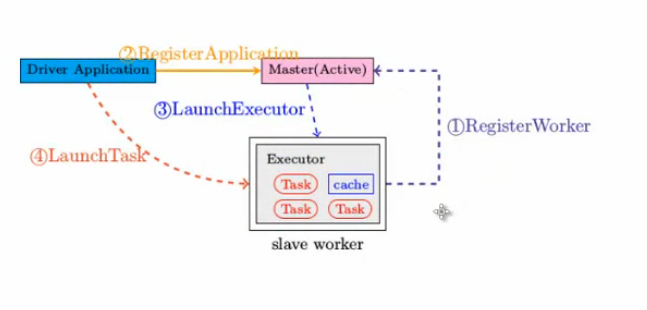 ②RegisterApplication
Driver Application
Master(Active)
③LaunchExecutor
①RegisterWorker
④LaunchTask
Executor
Task
cache
Task
Task
slave worker